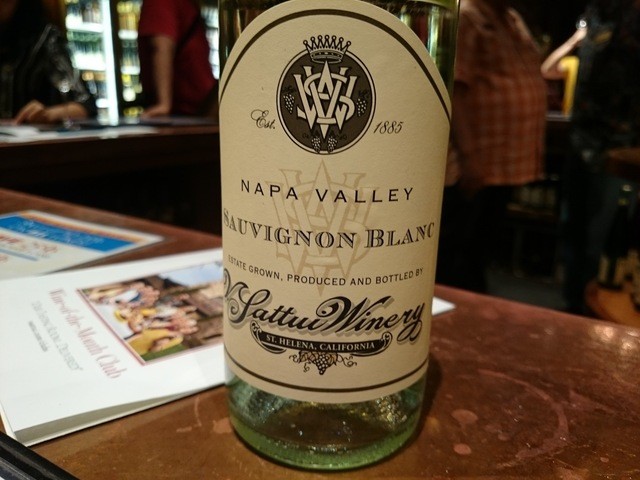 Est. 1885
NAPA VALLEY
SAUVIGNON BLANC
ESTATE GROWN, PRODUCED AND BOTTLED BY
V Sattui Winery
ST. HELENA, CALIFORNIA
Wine-of-the-Month Club